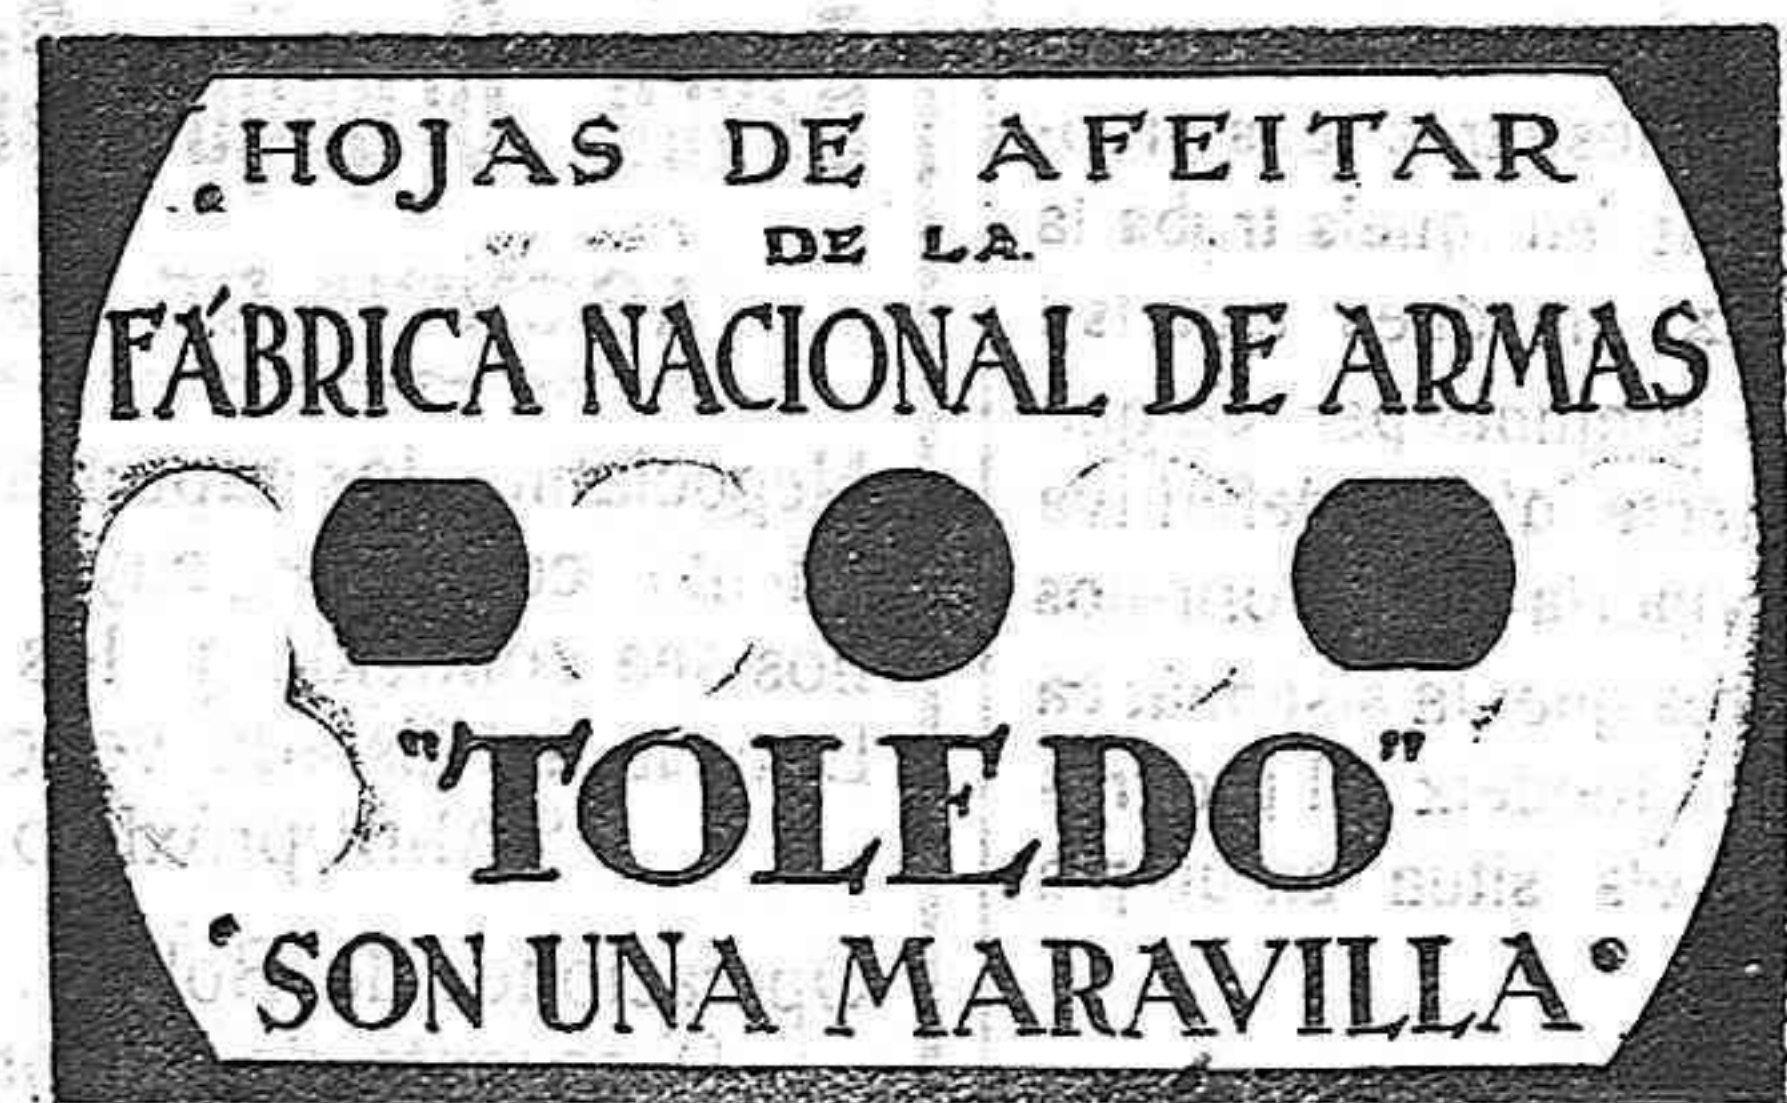 HOJAS DE AFEITAR
DE LA
FÁBRICA NACIONAL DE ARMAS
"TOLEDO"
SON UNA MARAVILLA